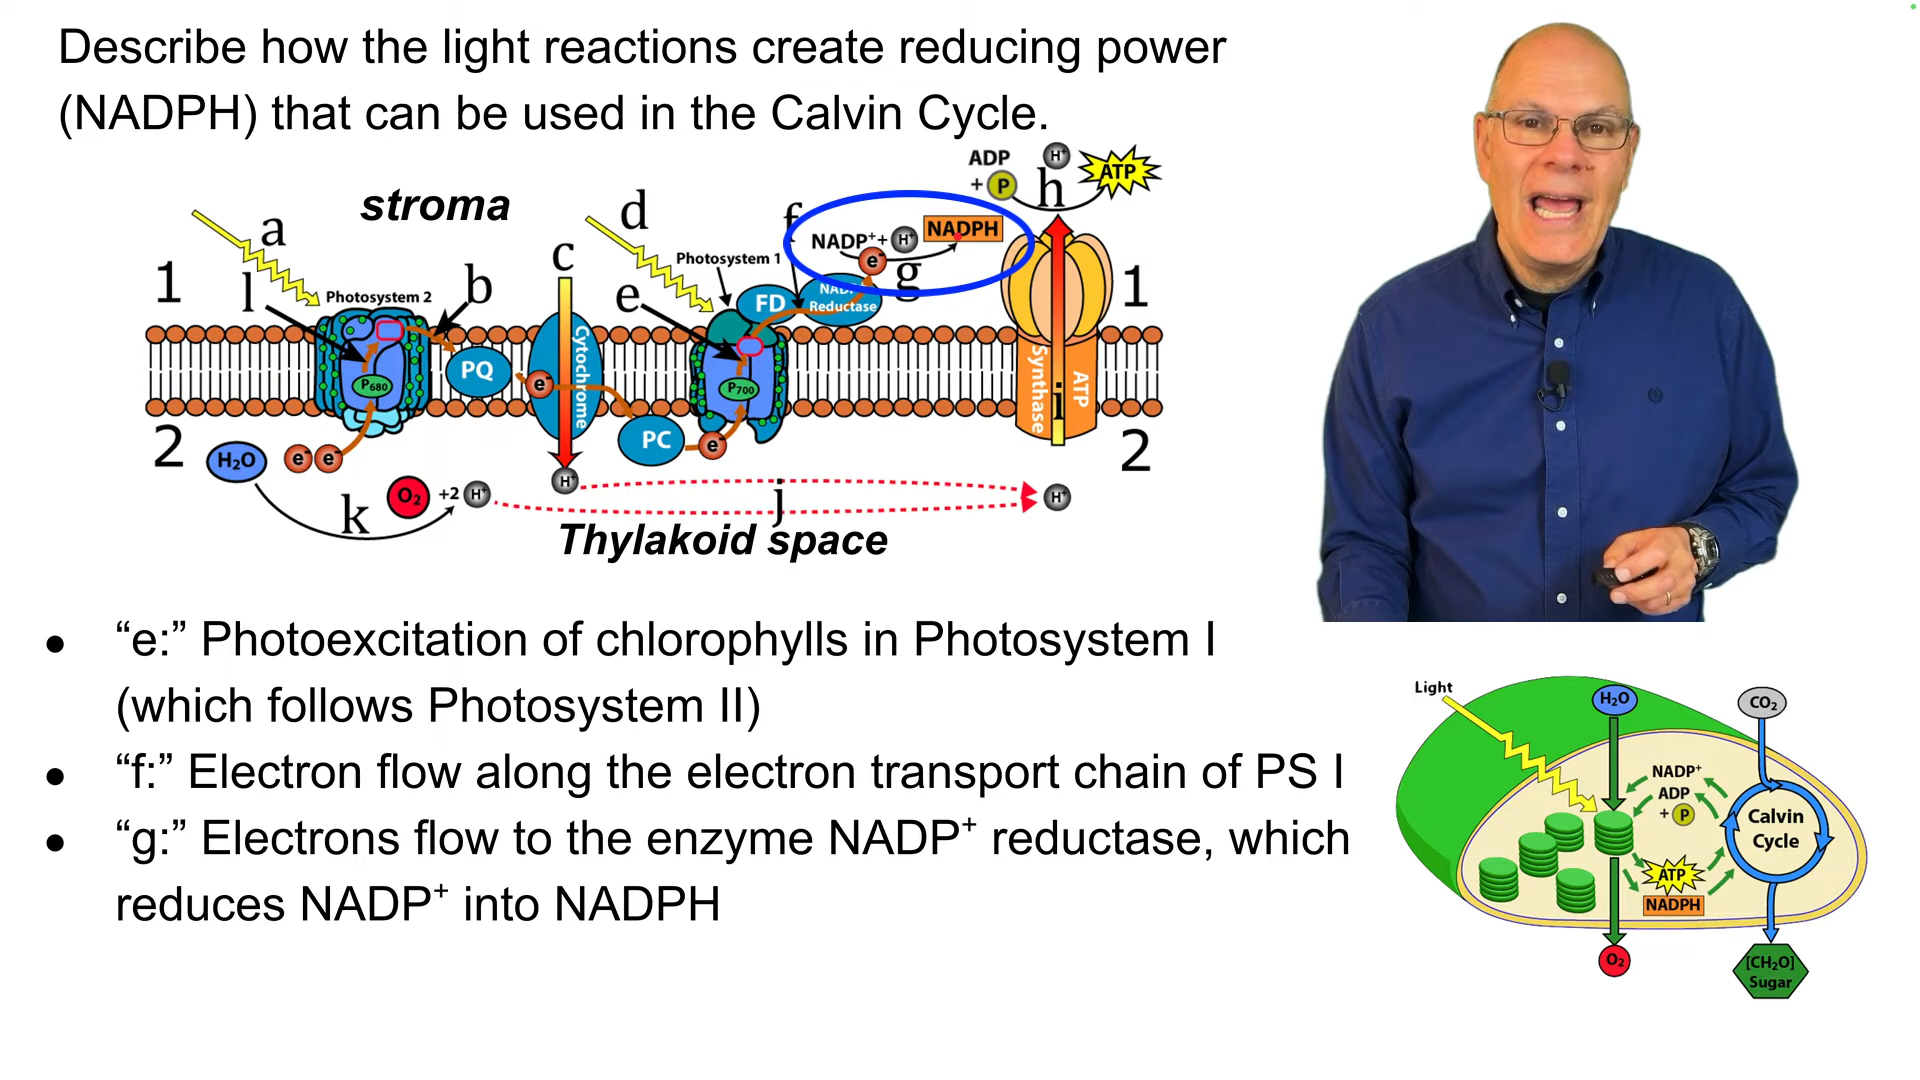 Describe how the light reactions create reducing power
(NADPH) that can be used in the Calvin Cycle.
ADP
+ P
H+
h
ATP
stroma
a
d
f
NADP+ + H+
NADPH
e-
g
c
1
l
Photosystem 2
b
Photosystem 1
e
FD
Reductase
1
PQ
P680
e-
Cytochrome
P700
ATP
Synthase
i
2
H2O
e- e-
PC
e-
2
k
O2
+2 H+
H+
j
H+
Thylakoid space
• “e:” Photoexcitation of chlorophylls in Photosystem I
(which follows Photosystem II)
• “f:” Electron flow along the electron transport chain of PS I
• “g:” Electrons flow to the enzyme NADP+ reductase, which
reduces NADP+ into NADPH
Light
H2O
CO2
NADP+
ADP
+ P
Calvin
Cycle
ATP
NADPH
O2
[CH2O]
Sugar